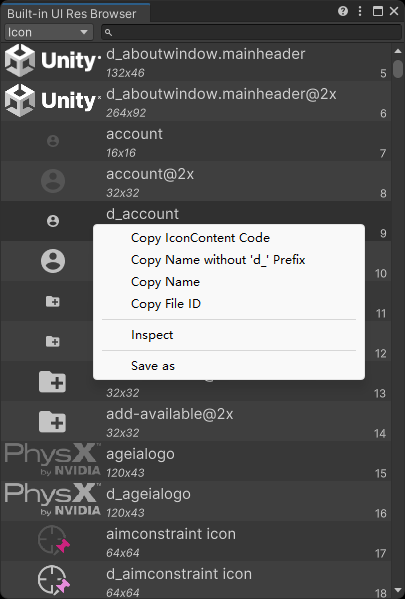 Built-in UI Res Browser
Icon
Unity
d_aboutwindow.mainheader
132x46
5
Unity
d_aboutwindow.mainheader@2x
264x92
6
account
16x16
7
account@2x
32x32
8
d_account
9
Copy IconContent Code
Copy Name without 'd_' Prefix
10
Copy Name
Copy File ID
11
Inspect
12
Save as
32x32
13
add-available@2x
32x32
14
PhysX™
by NVIDIA
ageialogo
120x43
15
PhysX™
by NVIDIA
d_ageialogo
120x43
16
aimconstraint icon
64x64
17
d_aimconstraint icon
64x64
18